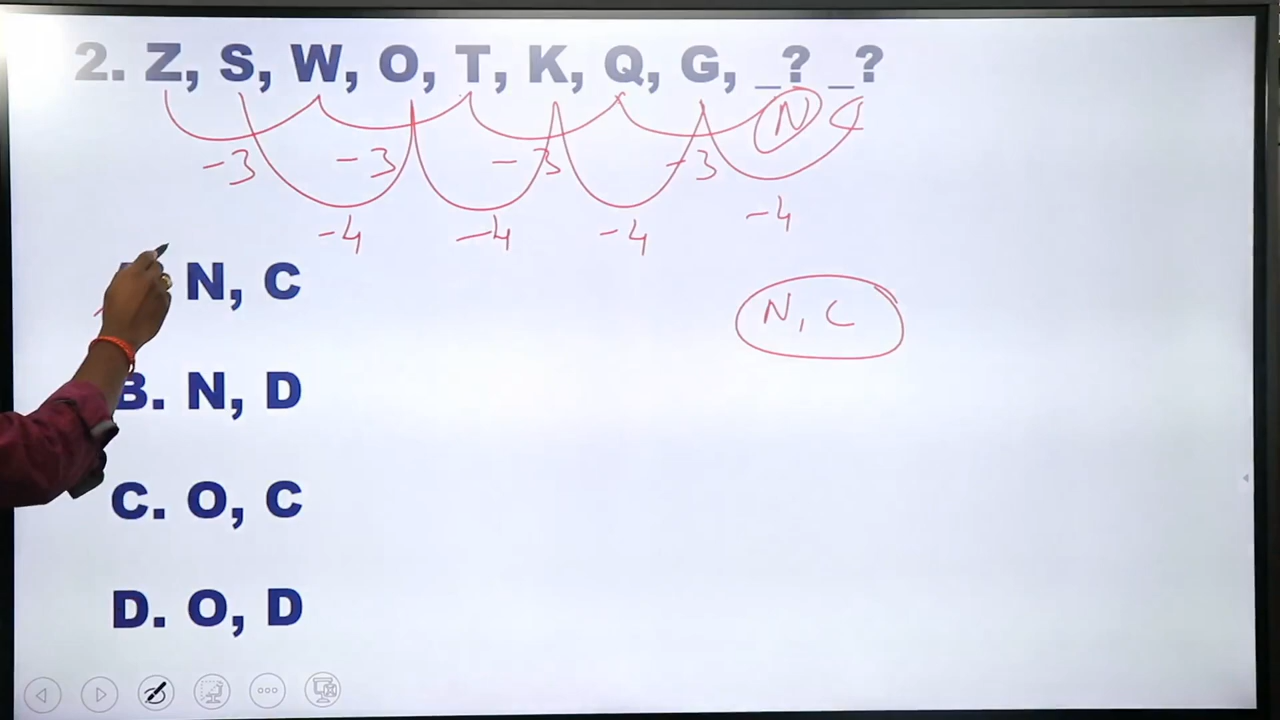 2. Z, S, W, O, T, K, Q, G, _? _?
N C
-3 -3 -3 -3
-4 -4 -4 -4
N, C
N, C
B. N, D
C. O, C
D. O, D